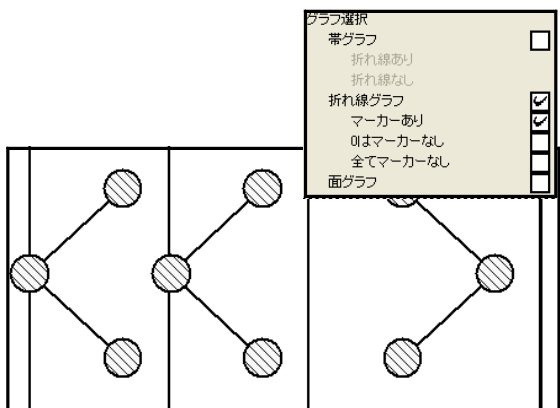 グラフ選択
帯グラフ
折れ線あり
折れ線なし
折れ線グラフ
マーカーあり
0はマーカーなし
全てマーカーなし
面グラフ